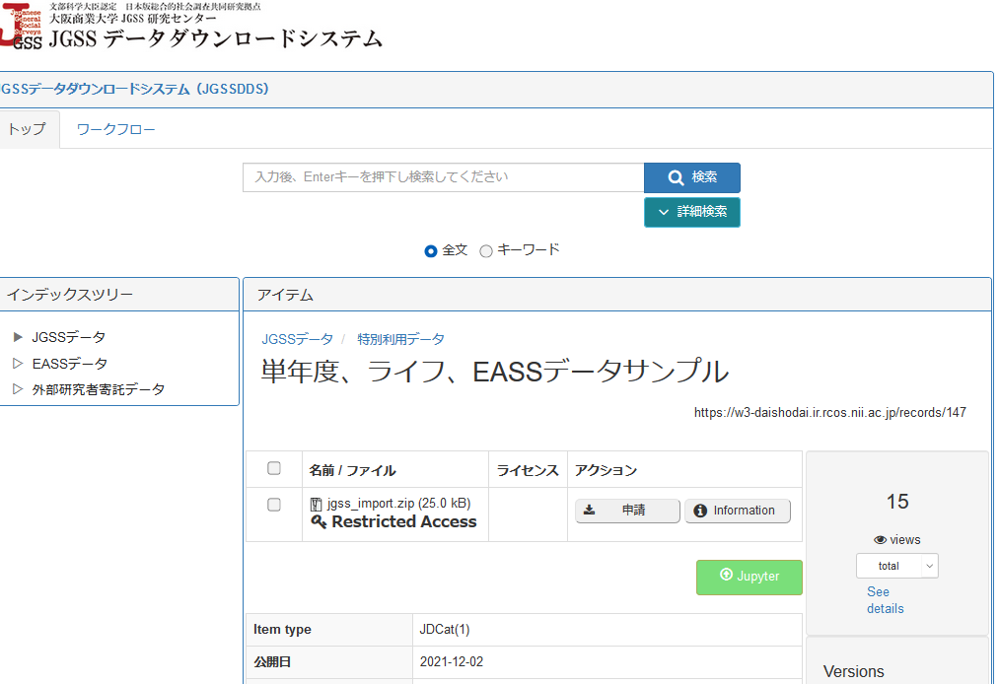 Japanese
General
Social
Surveys
JGSS
文部科学大臣認定 日本版総合的社会調査共同研究拠点
大阪商業大学 JGSS 研究センター
JGSS データダウンロードシステム
JGSSデータダウンロードシステム（JGSSDDS）
トップ
ワークフロー
入力後、Enterキーを押下し検索してください
検索
詳細検索
全文 キーワード
インデックスツリー
JGSSデータ
EASSデータ
外部研究者寄託データ
アイテム
JGSSデータ / 特別利用データ
単年度、ライフ、EASSデータサンプル
https://w3-daishodai.ir.rcos.nii.ac.jp/records/147
名前 / ファイル ライセンス アクション
jgss_import.zip (25.0 kB)
Restricted Access
申請
Information
Jupyter
Item type JDCat(1)
公開日 2021-12-02
15
views
total
See
details
Versions